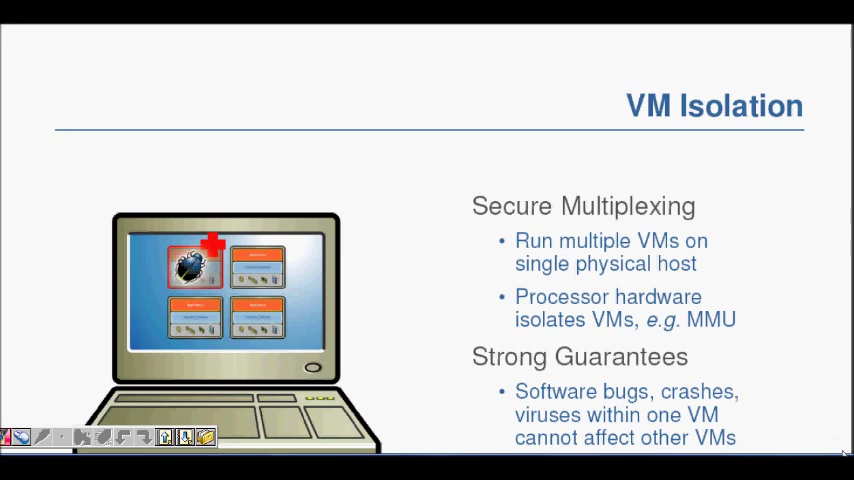 VM Isolation
Secure Multiplexing
• Run multiple VMs on
single physical host
• Processor hardware
isolates VMs, e.g. MMU
Strong Guarantees
• Software bugs, crashes,
viruses within one VM
cannot affect other VMs